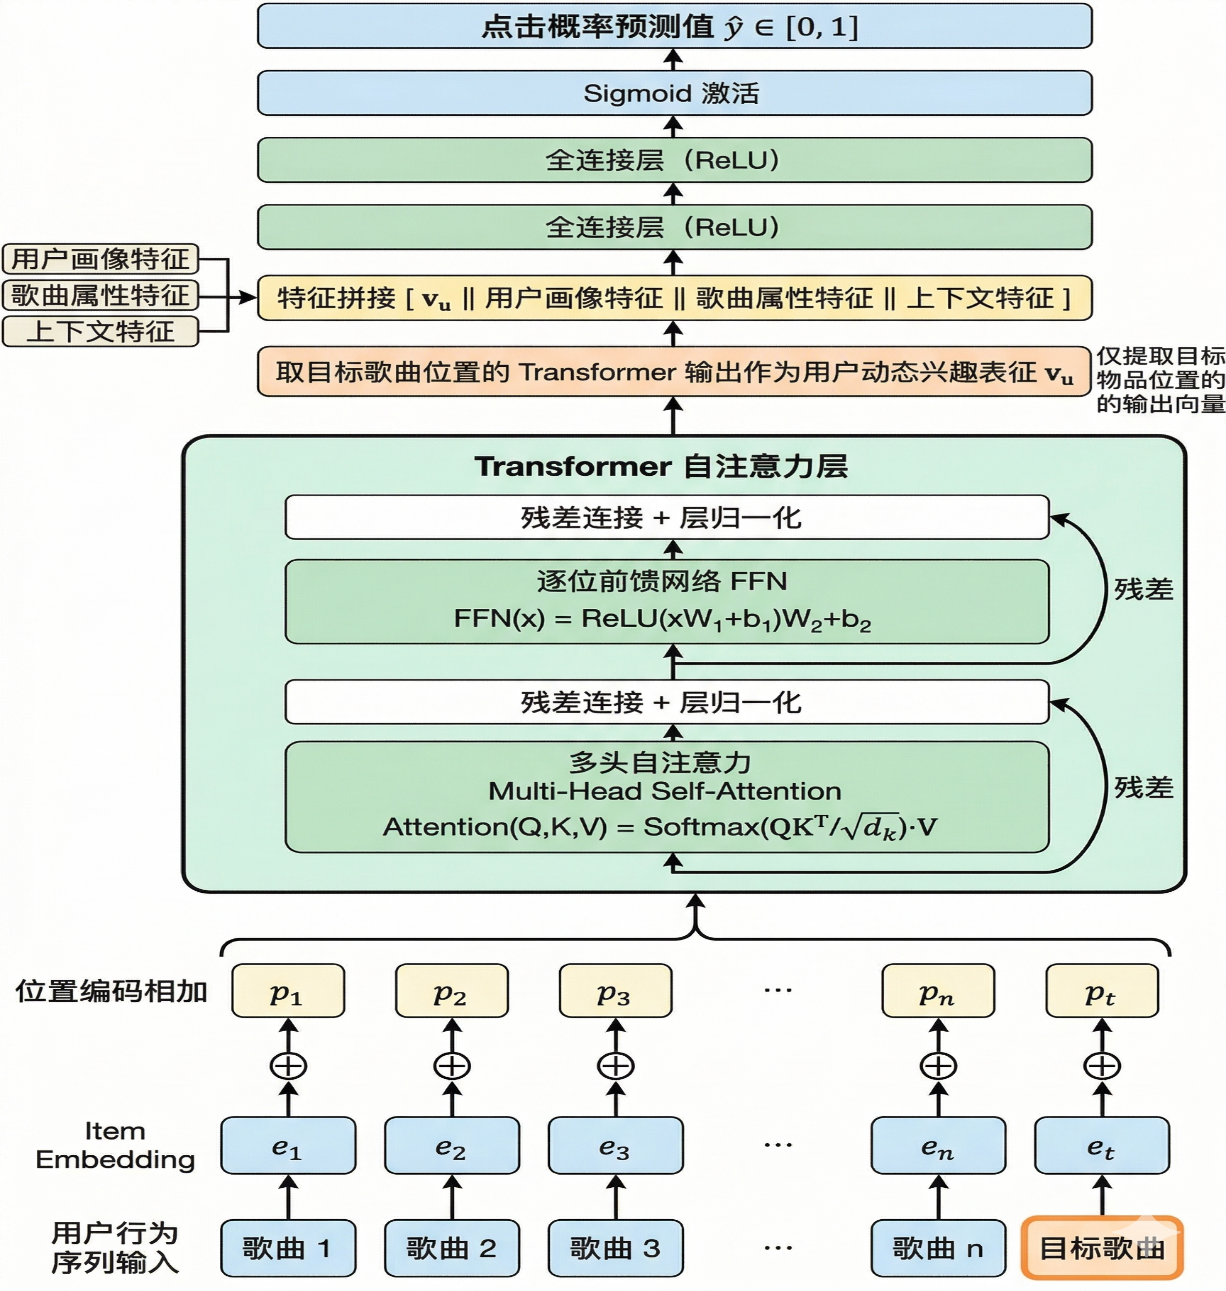 点击概率预测值 ŷ ∈ [0, 1]
Sigmoid 激活
全连接层（ReLU）
全连接层（ReLU）
用户画像特征
歌曲属性特征
上下文特征
特征拼接 [ vᵤ ‖ 用户画像特征 ‖ 歌曲属性特征 ‖ 上下文特征 ]
取目标歌曲位置的 Transformer 输出作为用户动态兴趣表征 vᵤ
仅提取目标
物品位置的
的输出向量
Transformer 自注意力层
残差连接 + 层归一化
逐位前馈网络 FFN
FFN(x) = ReLU(xW₁+b₁)W₂+b₂
残差
残差连接 + 层归一化
多头自注意力
Multi-Head Self-Attention
Attention(Q,K,V) = Softmax(QKᵀ/√dₖ)·V
残差
位置编码相加
p₁ p₂ p₃ ⋯ pₙ pₜ
Item
Embedding
e₁ e₂ e₃ ⋯ eₙ eₜ
用户行为
序列输入
歌曲 1 歌曲 2 歌曲 3 ⋯ 歌曲 n 目标歌曲